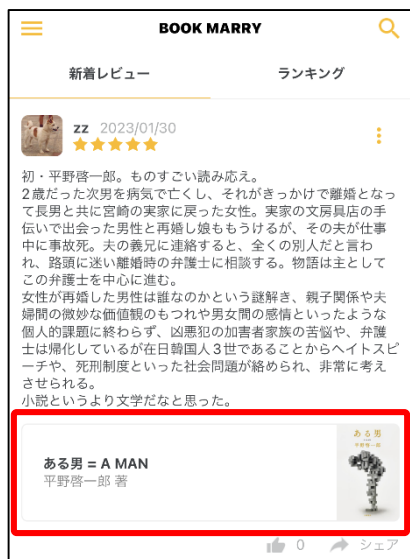 BOOK MARRY
新着レビュー
ランキング
zz 2023/01/30
初・平野啓一郎。ものすごい読み応え。
2歳だった次男を病気で亡くし、それがきっかけで離婚となっ
て長男と共に宮崎の実家に戻った女性。実家の文房具店の手
伝いで出会った男性と再婚し娘ももうけるが、その夫が仕事
中に事故死。夫の義兄に連絡すると、全くの別人だと言わ
れ、路頭に迷い離婚時の弁護士に相談する。物語は主として
この弁護士を中心に進む。
女性が再婚した男性は誰なのかという謎解き、親子関係や夫
婦間の微妙な価値観のもつれや男女間の感情といったような
個人的課題に終わらず、凶悪犯の加害者家族の苦悩や、弁護
士は帰化しているが在日韓国人3世であることからヘイトスピ
ーチや、死刑制度といった社会問題が絡められ、非常に考え
させられる。
小説というより文学だなと思った。
ある男 = A MAN
平野啓一郎 著
ある男
平野啓一郎
0
シェア